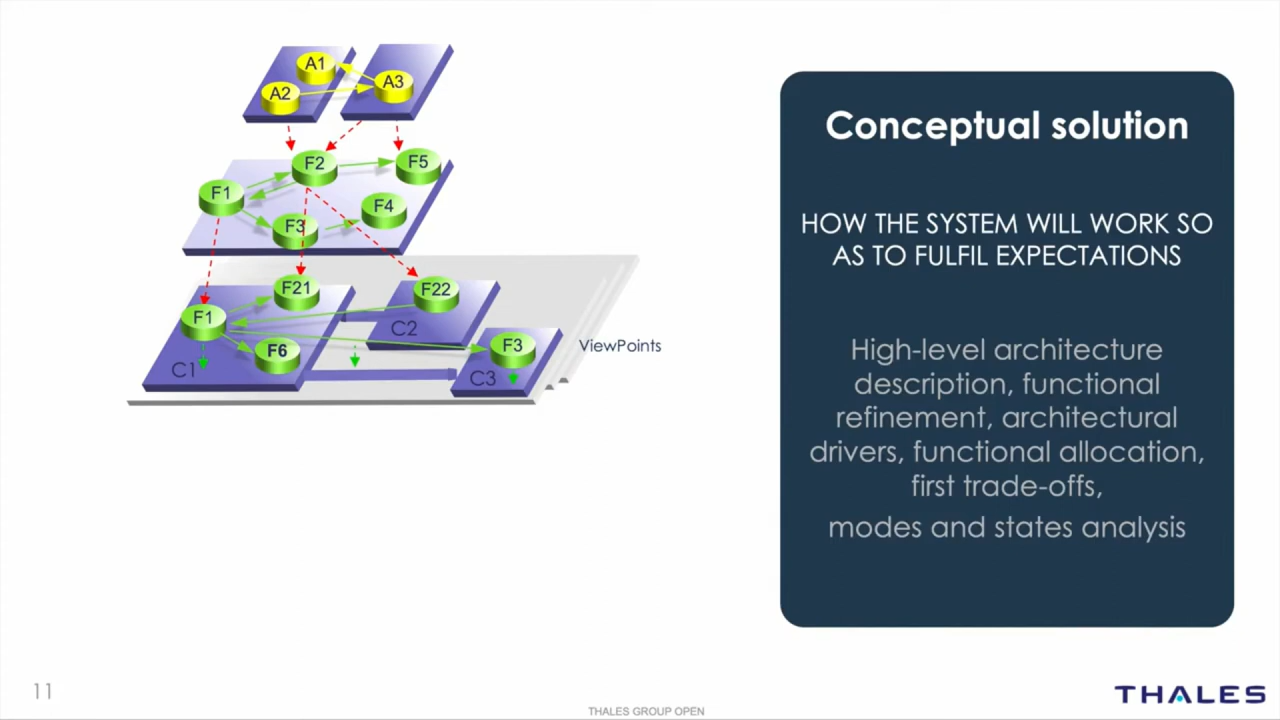 A1
A2
A3
F2
F5
F1
F4
F3
F21
F22
F1
C2
F6
F3
C1
C3
ViewPoints
Conceptual solution
HOW THE SYSTEM WILL WORK SO
AS TO FULFIL EXPECTATIONS
High-level architecture
description, functional
refinement, architectural
drivers, functional allocation,
first trade-offs,
modes and states analysis
11
THALES GROUP OPEN
THALES